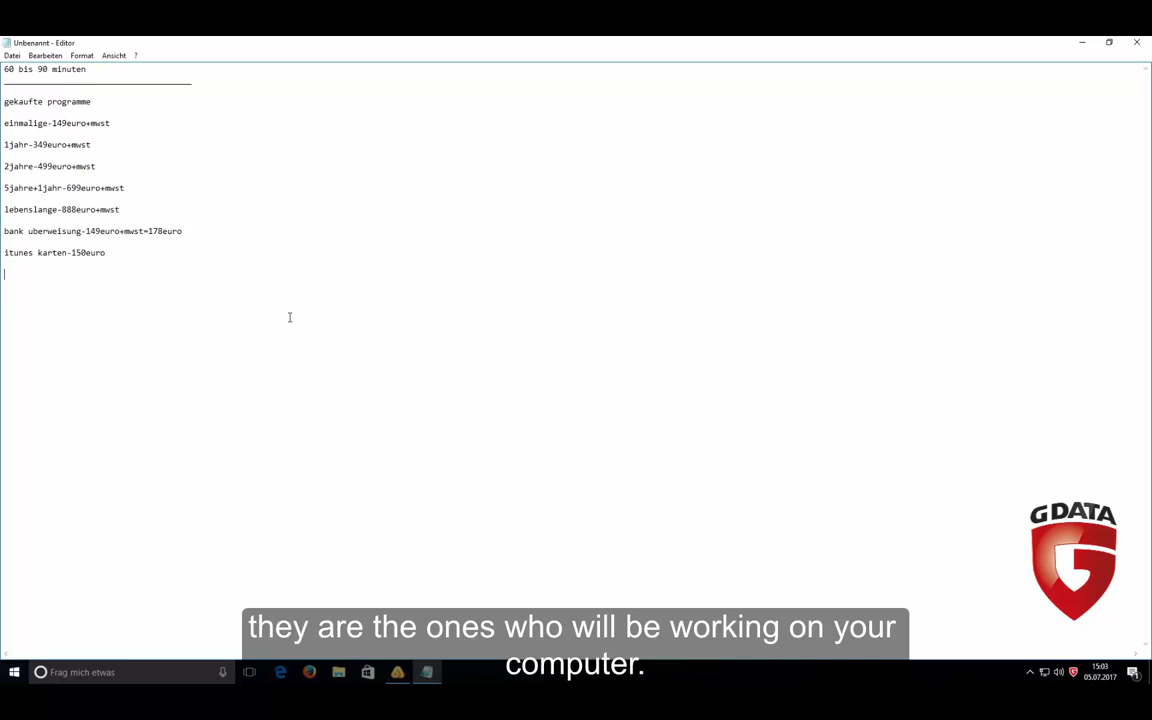 Unbenannt - Editor
Datei Bearbeiten Format Ansicht ?
60 bis 90 minuten
gekaufte programme
einmalige-149euro+mwst
1jahr-349euro+mwst
2jahre-499euro+mwst
5jahre+1jahr-699euro+mwst
lebenslange-888euro+mwst
bank uberweisung-149euro+mwst=178euro
itunes karten-150euro
GDATA
G
they are the ones who will be working on your
computer.
Frag mich etwas
15:03
05.07.2017